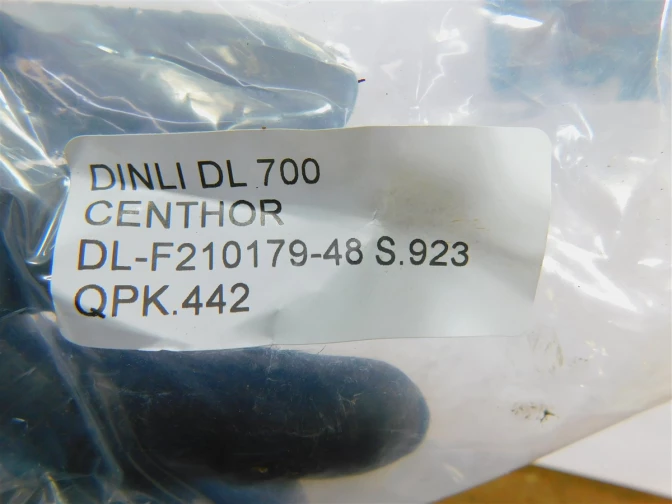 DINLI DL 700
CENTHOR
DL-F210179-48 S.923
QPK.442